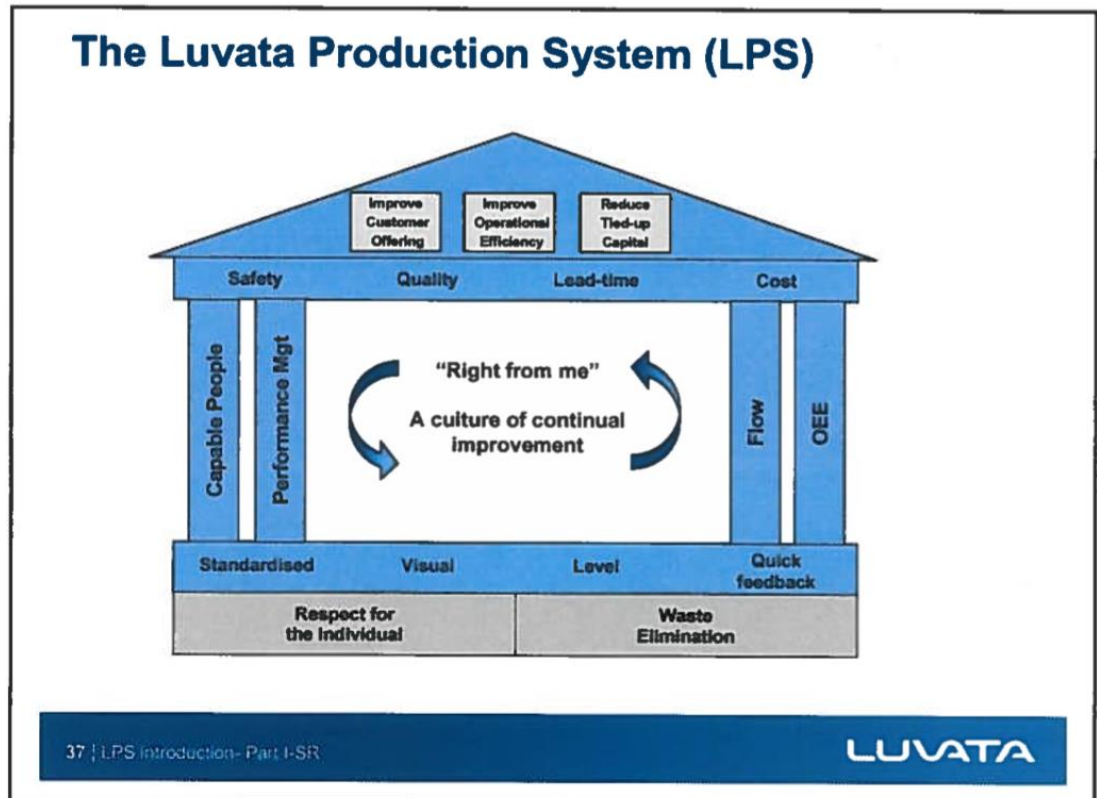 The Luvata Production System (LPS)
Improve
Customer
Offering
Improve
Operational
Efficiency
Reduce
Tied-up
Capital
Safety Quality Lead-time Cost
Capable People
Performance Mgt
"Right from me"
A culture of continual
improvement
Flow
OEE
Standardised Visual Level Quick
feedback
Respect for
the Individual
Waste
Elimination
37 | LPS introduction- Part I-SR
LUVATA